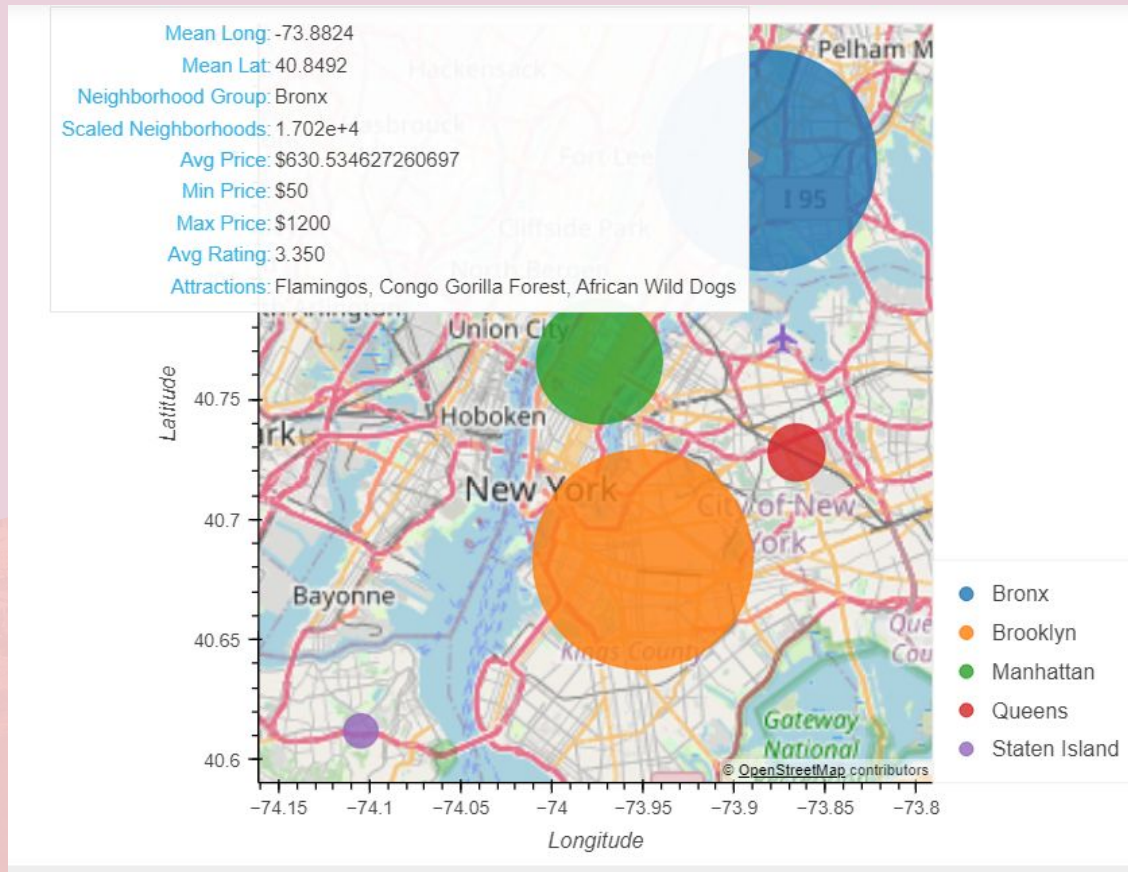 Mean Long: -73.8824
Mean Lat: 40.8492
Neighborhood Group: Bronx
Scaled Neighborhoods: 1.702e+4
Avg Price: $630.534627260697
Min Price: $50
Max Price: $1200
Avg Rating: 3.350
Attractions: Flamingos, Congo Gorilla Forest, African Wild Dogs
Pelham M
Hackensack
Fort Lee
I 95
Cliffside Park
North Bergen
Union City
Latitude
40.75
40.7
40.65
40.6
Hoboken
New York
City of New
York
Bayonne
Kings County
Que
Cou
Gateway
National
© OpenStreetMap contributors
Bronx
Brooklyn
Manhattan
Queens
Staten Island
−74.15 −74.1 −74.05 −74 −73.95 −73.9 −73.85 −73.8
Longitude